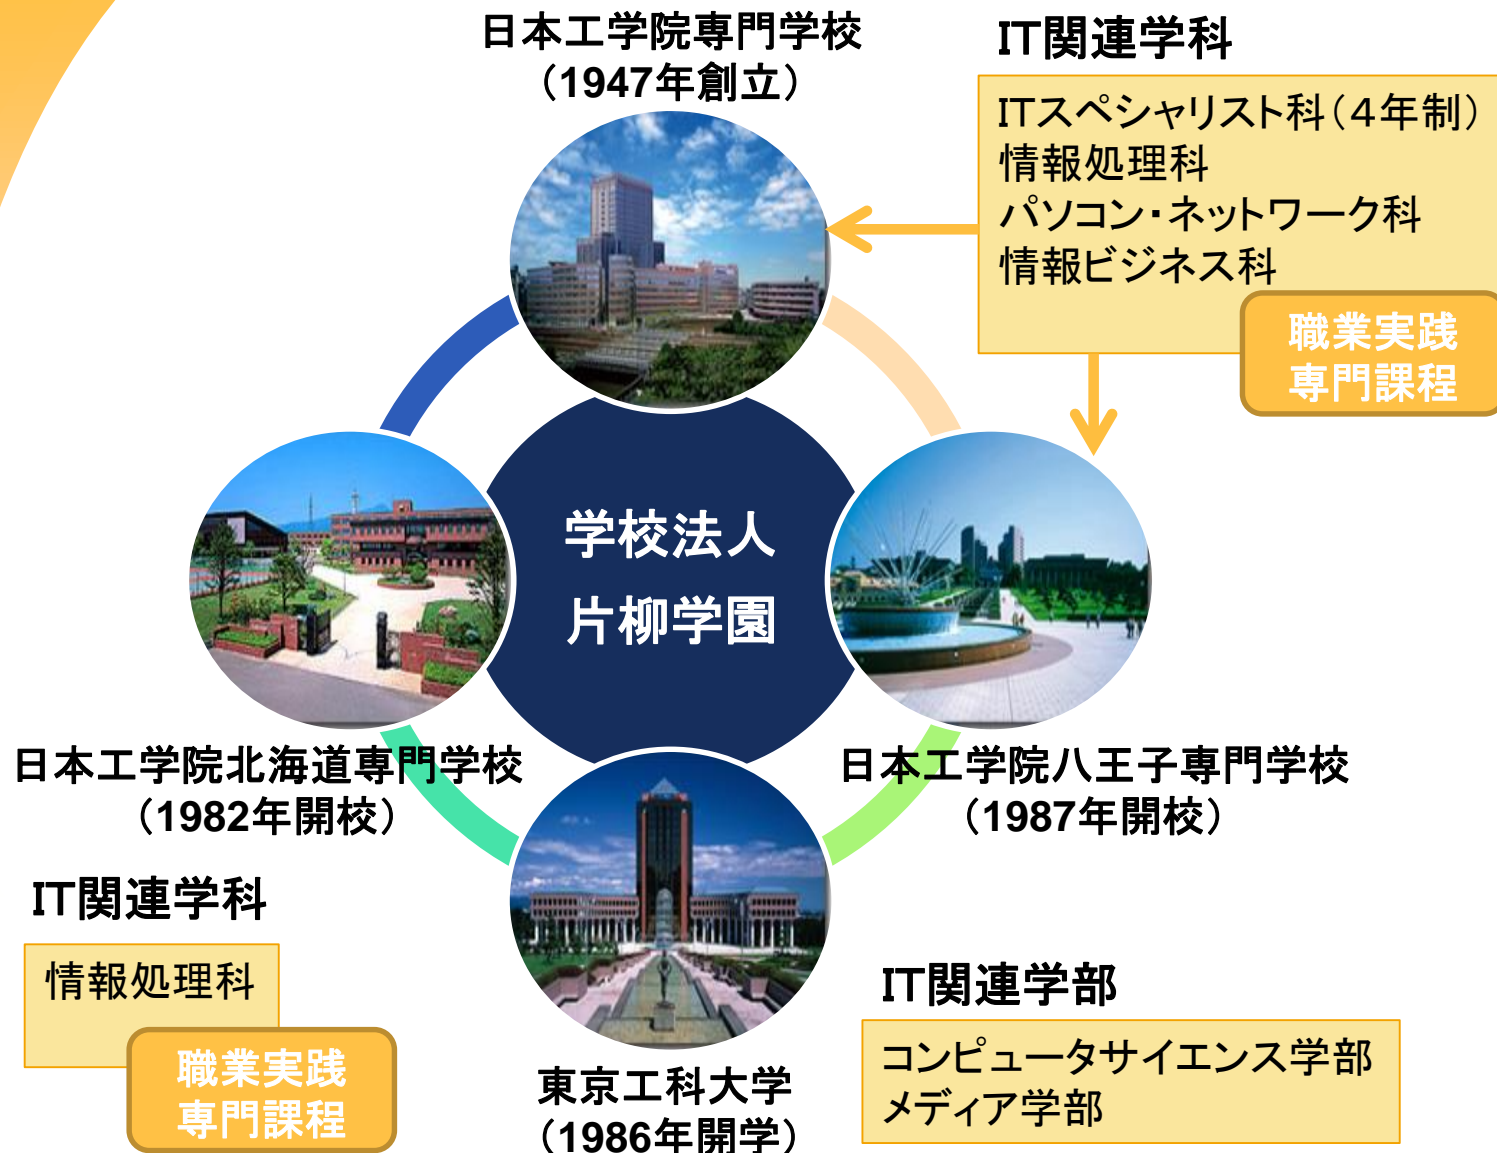 日本工学院専門学校
（1947年創立）
IT関連学科
ITスペシャリスト科（４年制）
情報処理科
パソコン・ネットワーク科
情報ビジネス科
職業実践
専門課程
学校法人
片柳学園
日本工学院北海道専門学校
（1982年開校）
日本工学院八王子専門学校
（1987年開校）
IT関連学科
情報処理科
職業実践
専門課程
東京工科大学
（1986年開学）
IT関連学部
コンピュータサイエンス学部
メディア学部